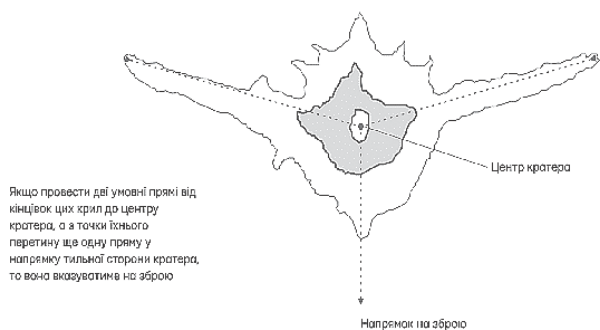 Центр кратера
Якщо провести дві умовні прямі від
кінцівок цих крил до центру
кратера, а з точки їхнього
перетину ще одну пряму у
напрямку тильної сторони кратера,
то вона вказуватиме на зброю
Напрямок на зброю